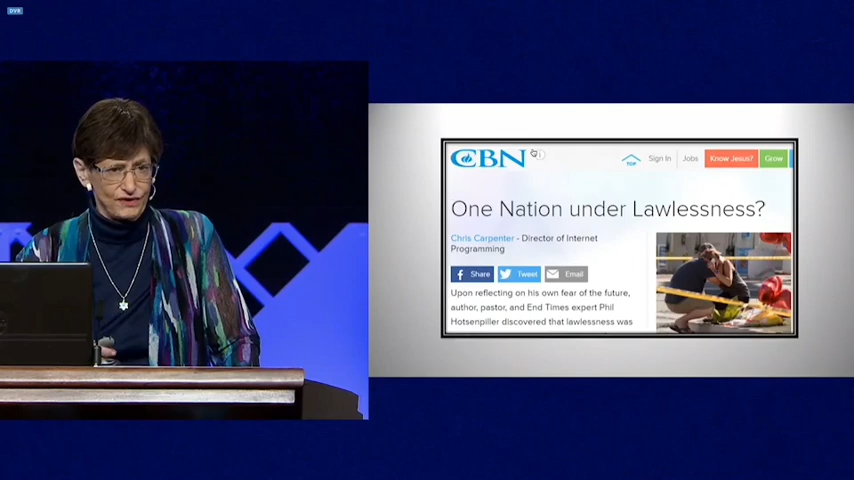 DVR
CBN
TOP
Sign In
Jobs
Know Jesus?
Grow
One Nation under Lawlessness?
Chris Carpenter - Director of Internet
Programming
Share
Tweet
Email
Upon reflecting on his own fear of the future,
author, pastor, and End Times expert Phil
Hotsenpiller discovered that lawlessness was